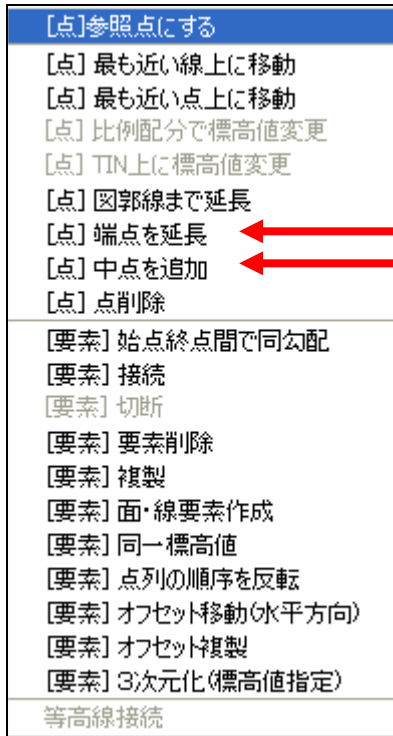 [点]参照点にする
[点] 最も近い線上に移動
[点] 最も近い点上に移動
[点] 比例配分で標高値変更
[点] TIN上に標高値変更
[点] 図郭線まで延長
[点] 端点を延長
[点] 中点を追加
[点] 点削除
[要素] 始点終点間で同勾配
[要素] 接続
[要素] 切断
[要素] 要素削除
[要素] 複製
[要素] 面・線要素作成
[要素] 同一標高値
[要素] 点列の順序を反転
[要素] オフセット移動(水平方向)
[要素] オフセット複製
[要素] 3次元化(標高値指定)
等高線接続